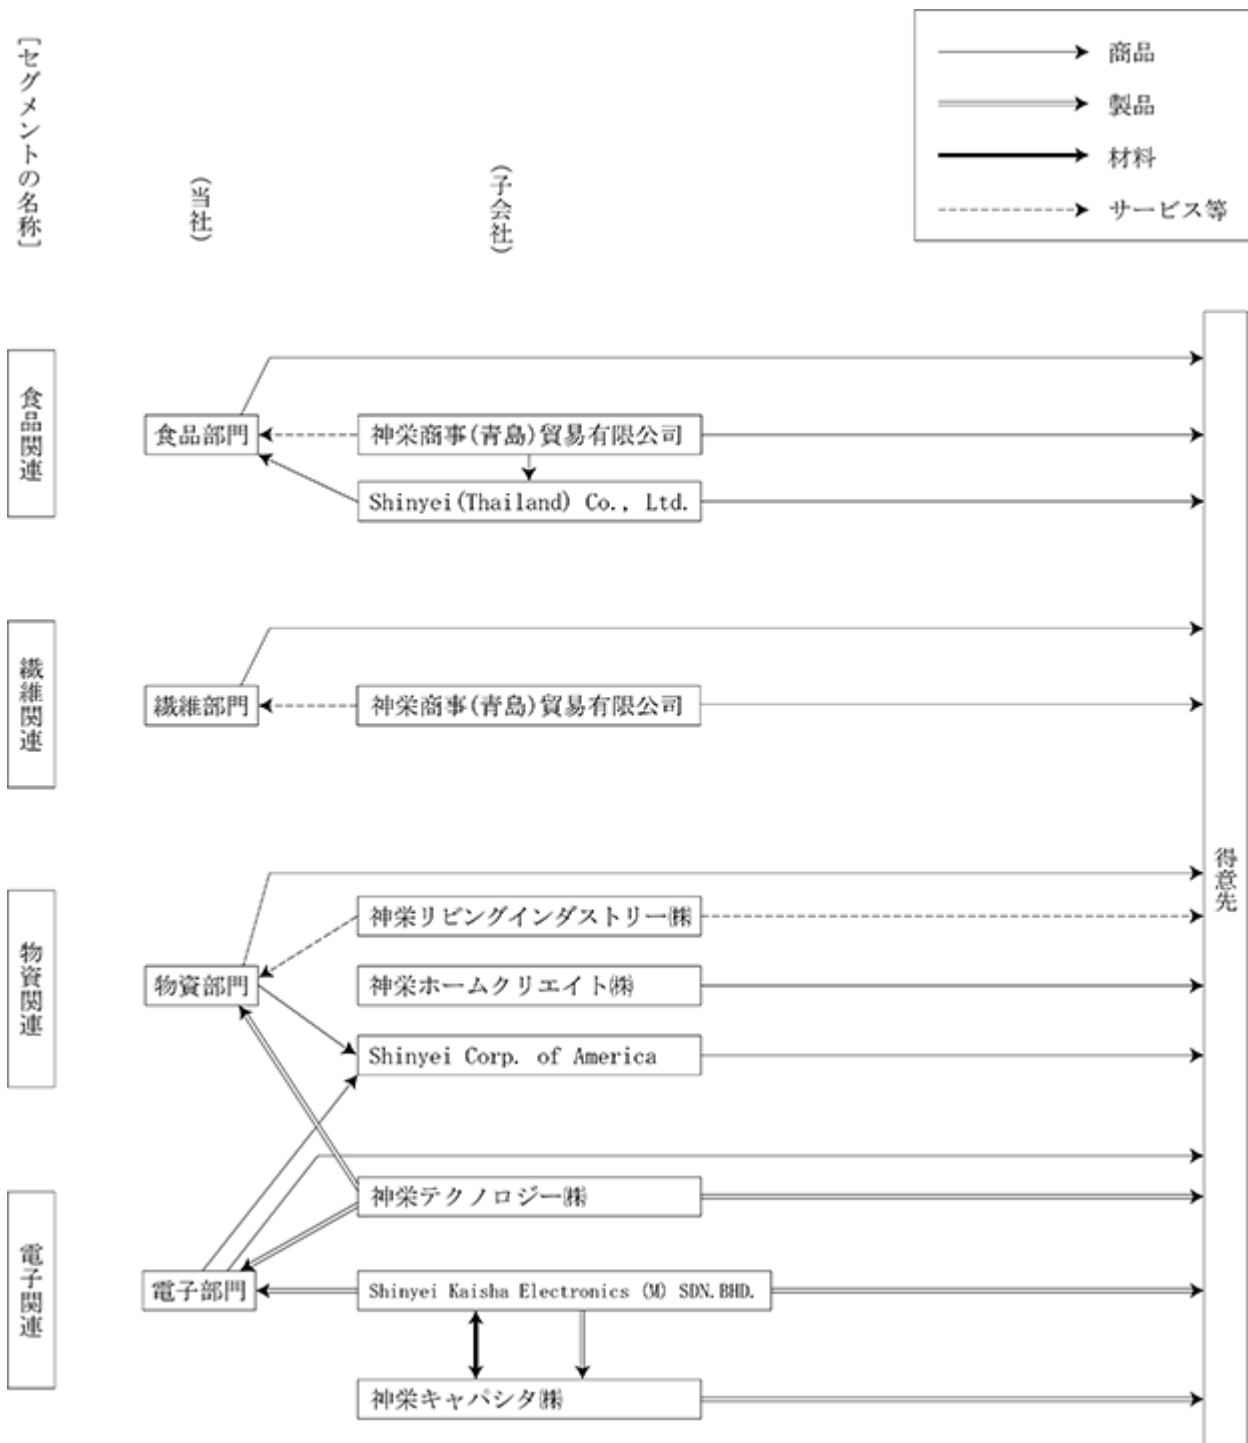 [セグメントの名称]
(当社)
(子会社)
商品
製品
材料
サービス等
食品関連
食品部門
神栄商事(青島)貿易有限公司
Shinyei(Thailand) Co., Ltd.
繊維関連
繊維部門
神栄商事(青島)貿易有限公司
得意先
物資関連
物資部門
神栄リビングインダストリー㈱
神栄ホームクリエイト㈱
Shinyei Corp. of America
電子関連
電子部門
神栄テクノロジー㈱
Shinyei Kaisha Electronics (M) SDN.BHD.
神栄キャパシタ㈱